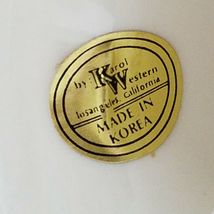 by: Karol
Western
Los angeles, California
MADE IN
KOREA